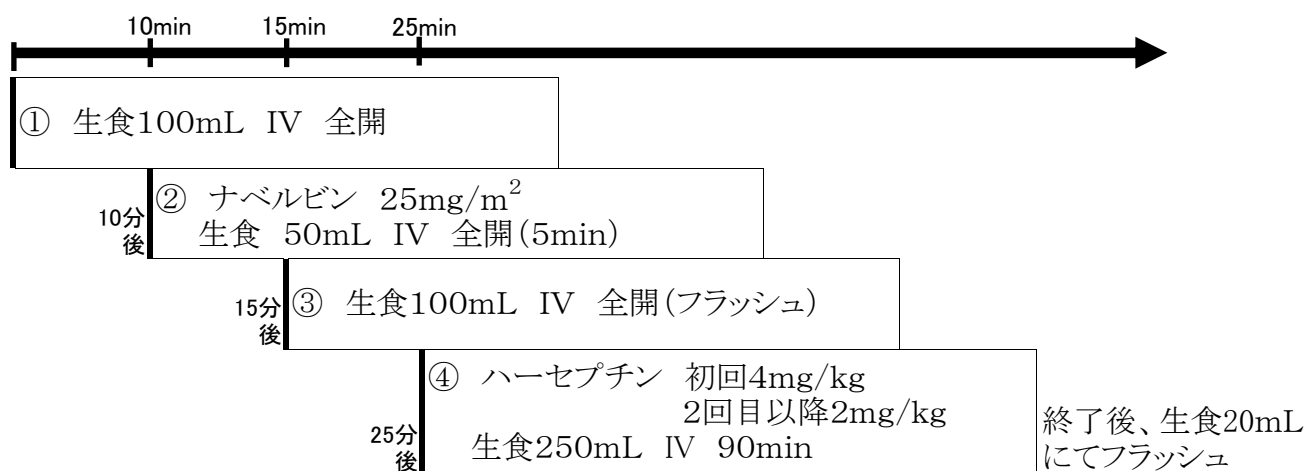 10min 15min 25min
① 生食100mL IV 全開
10分
後
② ナベルビン 25mg/m²
生食 50mL IV 全開(5min)
15分
後
③ 生食100mL IV 全開(フラッシュ)
25分
後
④ ハーセプチン 初回4mg/kg
2回目以降2mg/kg
生食250mL IV 90min
終了後、生食20mL
にてフラッシュ